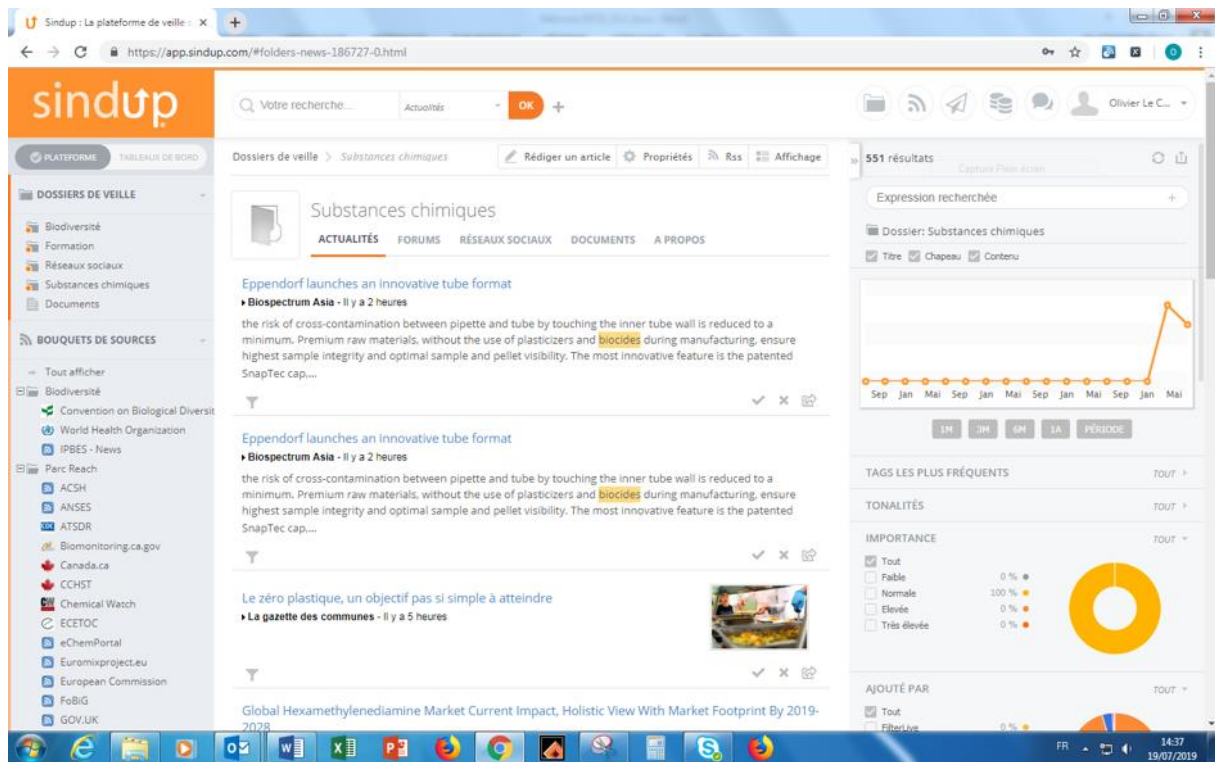 Sindup : La plateforme de veille :
https://app.sindup.com/#folders-news-186727-0.html
sindup
Votre recherche...
Actualités
OK
Olivier Le C...
PLATEFORME
TABLEAUX DE BORD
DOSSIERS DE VEILLE
Biodiversité
Formation
Réseaux sociaux
Substances chimiques
Documents
BOUQUETS DE SOURCES
Tout afficher
Biodiversité
Convention on Biological Diversit
World Health Organization
IPBES - News
Parc Reach
ACSH
ANSES
ATSDR
Biomonitoring.ca.gov
Canada.ca
CCHST
Chemical Watch
ECETOC
eChemPortal
Euromixproject.eu
European Commission
FoBiG
GOV.UK
Dossiers de veille > Substances chimiques
Rédiger un article
Propriétés
Rss
Affichage
Substances chimiques
ACTUALITÉS FORUMS RÉSEAUX SOCIAUX DOCUMENTS A PROPOS
Eppendorf launches an innovative tube format
Biospectrum Asia - Il y a 2 heures
the risk of cross-contamination between pipette and tube by touching the inner tube wall is reduced to a
minimum. Premium raw materials, without the use of plasticizers and biocides during manufacturing, ensure
highest sample integrity and optimal sample and pellet visibility. The most innovative feature is the patented
SnapTec cap,...
Eppendorf launches an innovative tube format
Biospectrum Asia - Il y a 2 heures
the risk of cross-contamination between pipette and tube by touching the inner tube wall is reduced to a
minimum. Premium raw materials, without the use of plasticizers and biocides during manufacturing, ensure
highest sample integrity and optimal sample and pellet visibility. The most innovative feature is the patented
SnapTec cap,...
Le zéro plastique, un objectif pas si simple à atteindre
La gazette des communes - Il y a 5 heures
Global Hexamethylenediamine Market Current Impact, Holistic View With Market Footprint By 2019-
2028
551 résultats
Capture Plein écran
Expression recherchée
Dossier: Substances chimiques
Titre Chapeau Contenu
Sep Jan Mai Sep Jan Mai Sep Jan Mai Sep Jan Mai Sep Jan Mai
1M 3M 6M 1A PÉRIODE
TAGS LES PLUS FRÉQUENTS TOUT
TONALITÉS TOUT
IMPORTANCE TOUT
Tout
Faible 0 %
Normale 100 %
Elevée 0 %
Très élevée 0 %
AJOUTÉ PAR TOUT
Tout
FilterLive 0 %
FR
14:37
19/07/2019